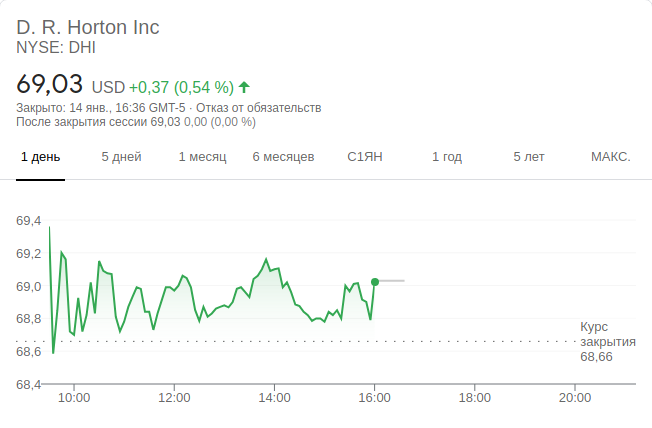 D. R. Horton Inc
NYSE: DHI
69,03 USD +0,37 (0,54 %)
Закрыто: 14 янв., 16:36 GMT-5 · Отказ от обязательств
После закрытия сессии 69,03 0,00 (0,00 %)
1 день 5 дней 1 месяц 6 месяцев С1ЯН 1 год 5 лет МАКС.
69,4
69,2
69,0
68,8
68,6
68,4
Курс
закрытия
68,66
10:00 12:00 14:00 16:00 18:00 20:00